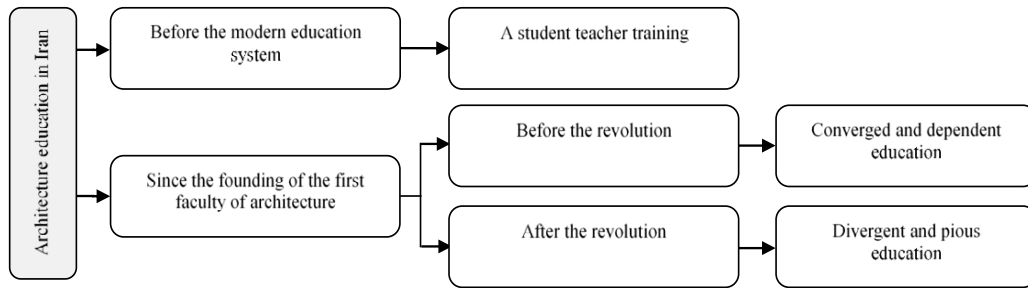 Architecture education in Iran
Before the modern education
system
A student teacher training
Since the founding of the first
faculty of architecture
Before the revolution
Converged and dependent
education
After the revolution
Divergent and pious
education